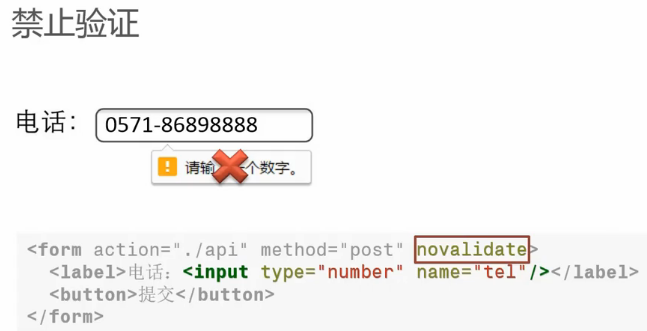 禁止验证
电话：
0571-86898888
请输 个数字。
<form action="./api" method="post" novalidate>
<label>电话：<input type="number" name="tel"/></label>
<button>提交</button>
</form>